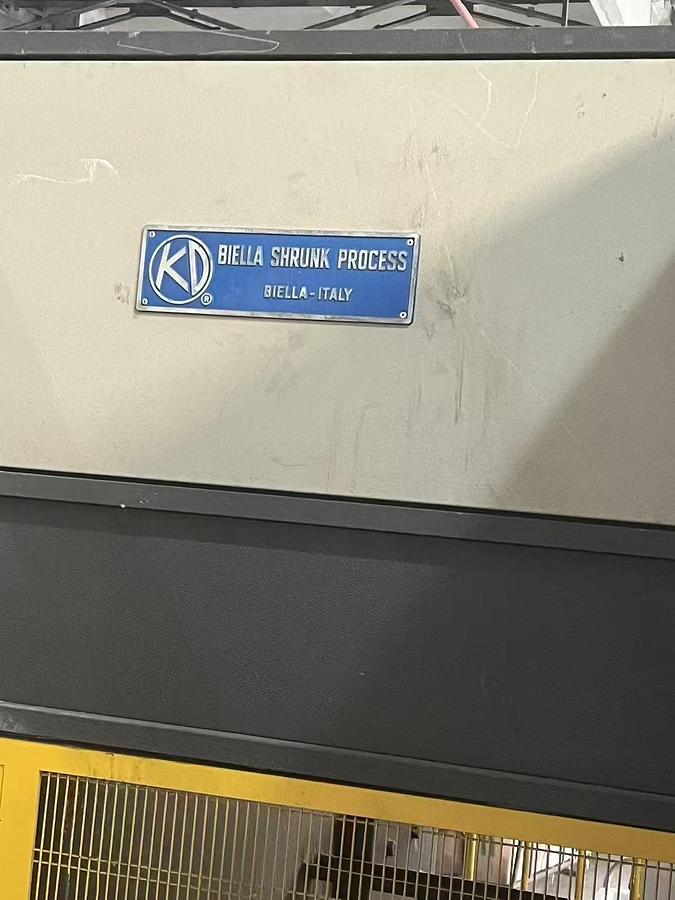 KD
®
BIELLA SHRUNK PROCESS
BIELLA-ITALY